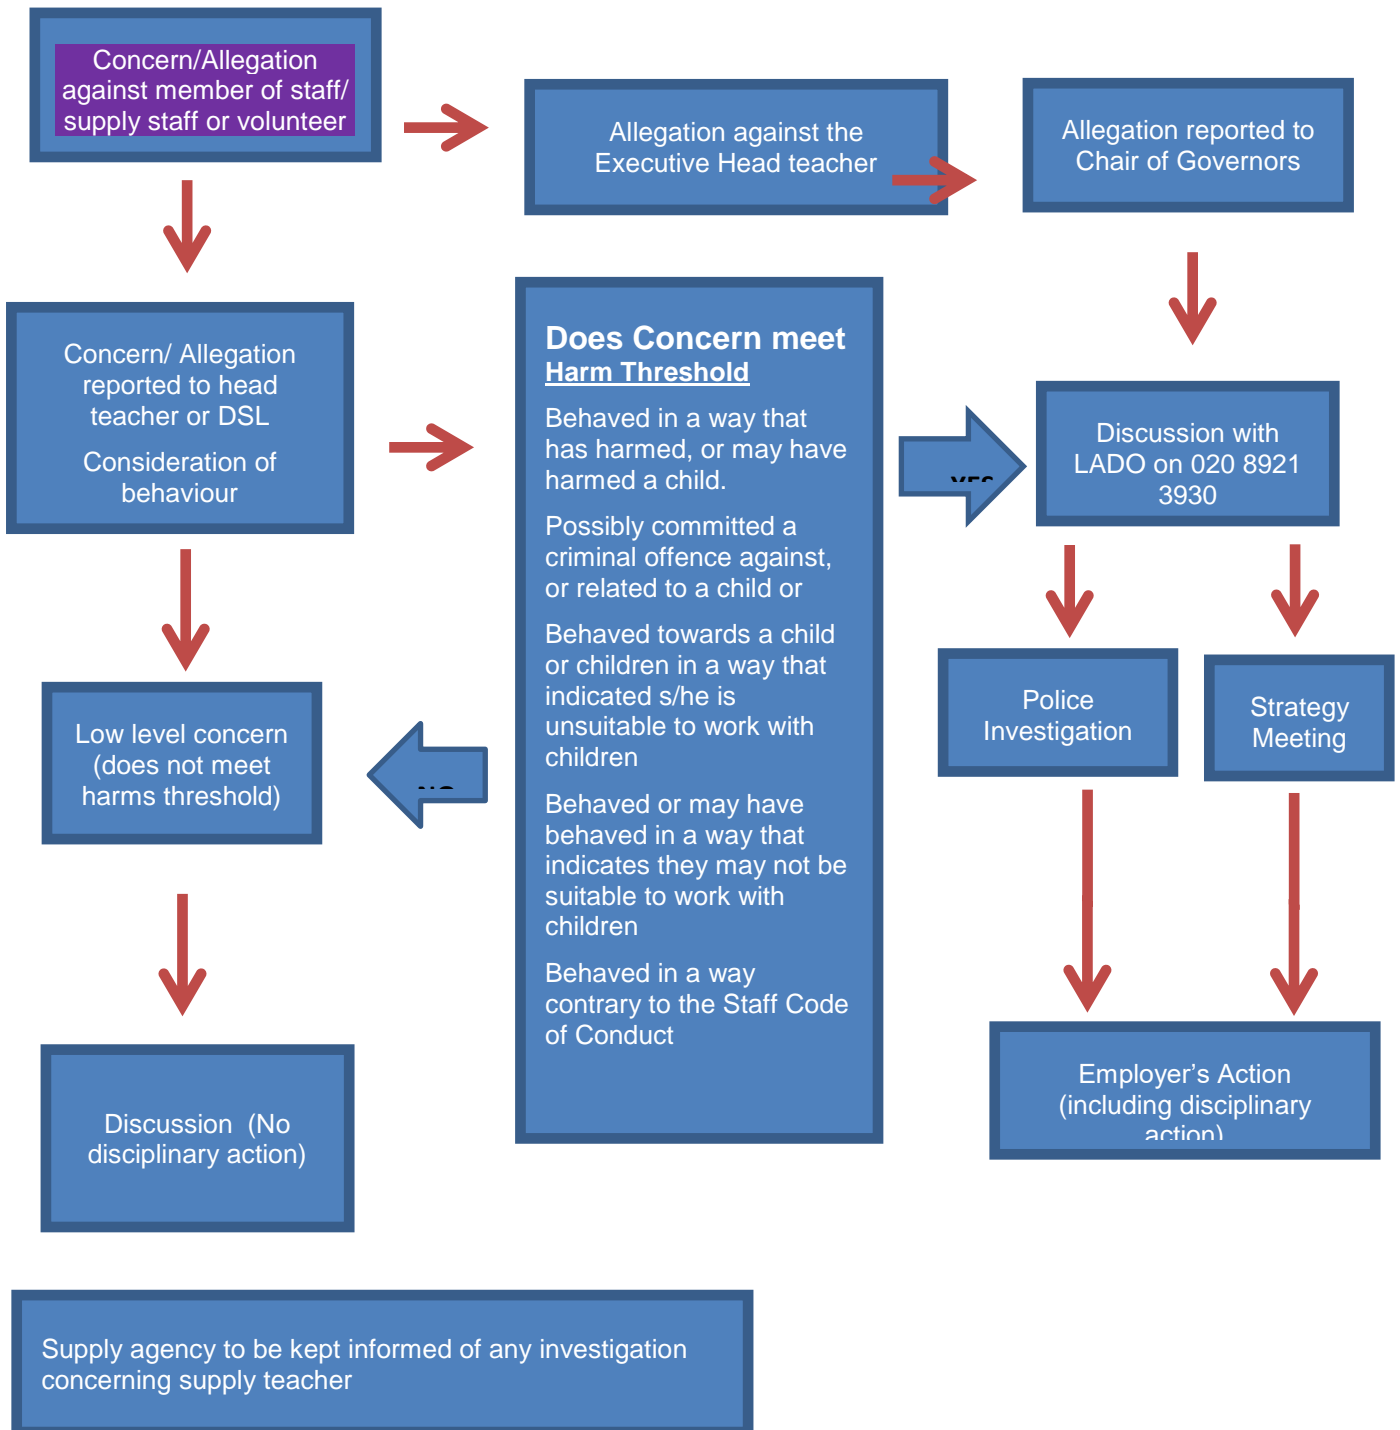 Concern/Allegation
against member of staff/
supply staff or volunteer
Allegation against the
Executive Head teacher
Allegation reported to
Chair of Governors
Concern/ Allegation
reported to head
teacher or DSL
Consideration of
behaviour
Does Concern meet
Harm Threshold
Behaved in a way that
has harmed, or may have
harmed a child.
Possibly committed a
criminal offence against,
or related to a child or
Behaved towards a child
or children in a way that
indicated s/he is
unsuitable to work with
children
Behaved or may have
behaved in a way that
indicates they may not be
suitable to work with
children
Behaved in a way
contrary to the Staff Code
of Conduct
YES
Discussion with
LADO on 020 8921
3930
Low level concern
(does not meet
harms threshold)
NO
Police
Investigation
Strategy
Meeting
Discussion  (No
disciplinary action)
Employer’s Action
(including disciplinary
action)
Supply agency to be kept informed of any investigation
concerning supply teacher